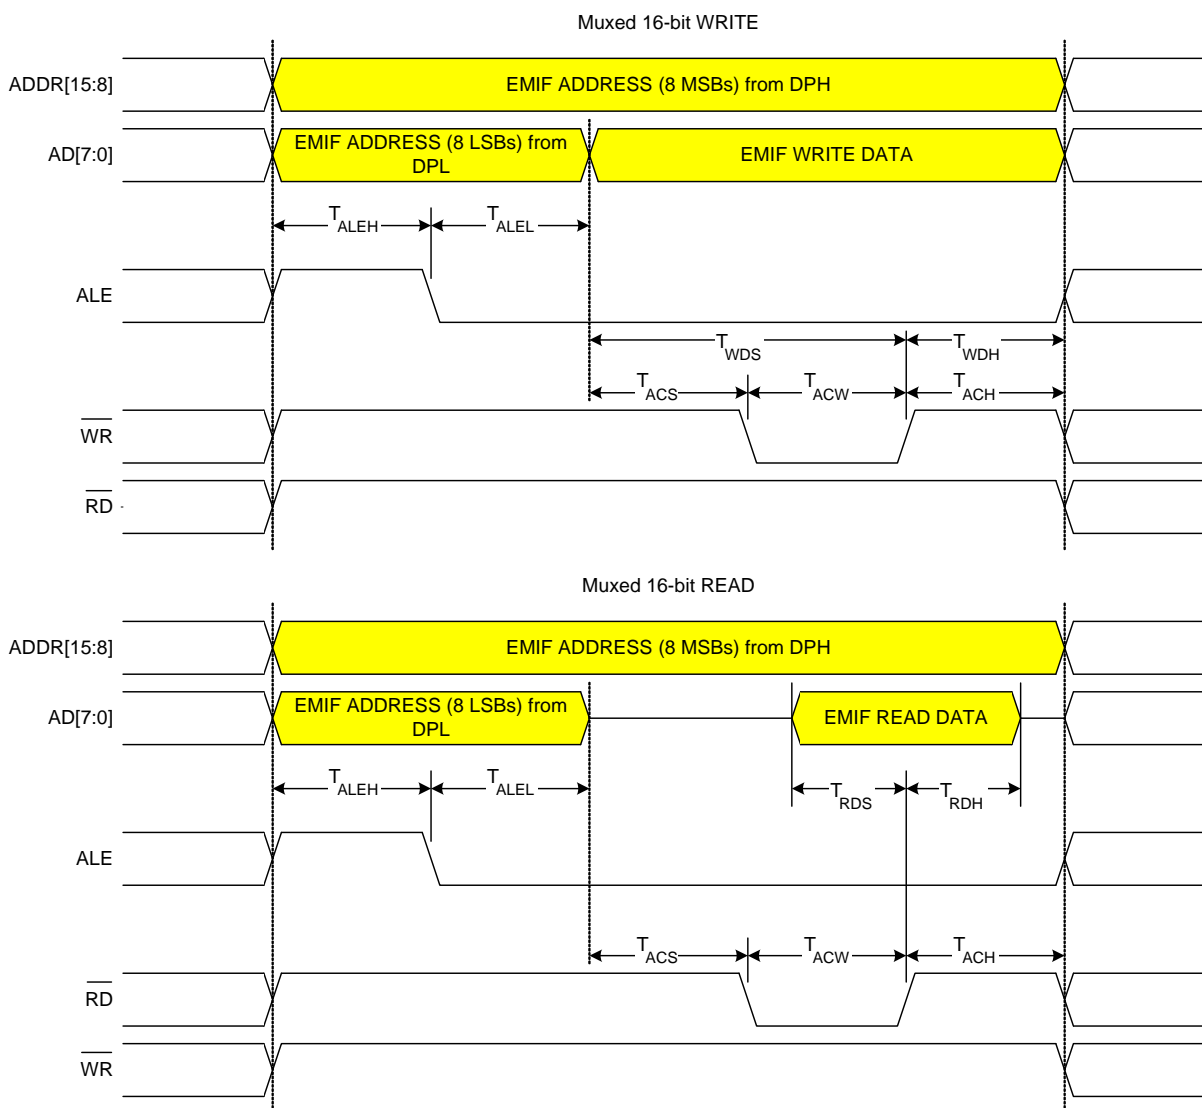 Muxed 16-bit WRITE
ADDR[15:8]
EMIF ADDRESS (8 MSBs) from DPH
AD[7:0]
EMIF ADDRESS (8 LSBs) from
DPL
EMIF WRITE DATA
TALEH
TALEL
ALE
TWDS
TWDH
TACS
TACW
TACH
WR
RD
Muxed 16-bit READ
ADDR[15:8]
EMIF ADDRESS (8 MSBs) from DPH
AD[7:0]
EMIF ADDRESS (8 LSBs) from
DPL
EMIF READ DATA
TALEH
TALEL
TRDS
TRDH
ALE
TACS
TACW
TACH
RD
WR